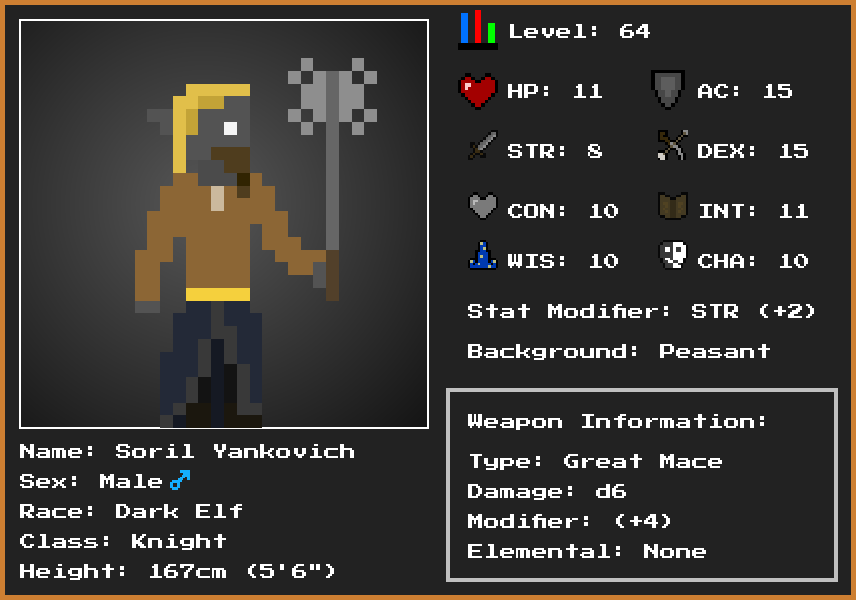 Level: 64
HP: 11 AC: 15
STR: 8 DEX: 15
CON: 10 INT: 11
WIS: 10 CHA: 10
Stat Modifier: STR (+2)
Background: Peasant
Weapon Information:
Type: Great Mace
Damage: d6
Modifier: (+4)
Elemental: None
Name: Soril Yankovich
Sex: Male ♂
Race: Dark Elf
Class: Knight
Height: 167cm (5'6")